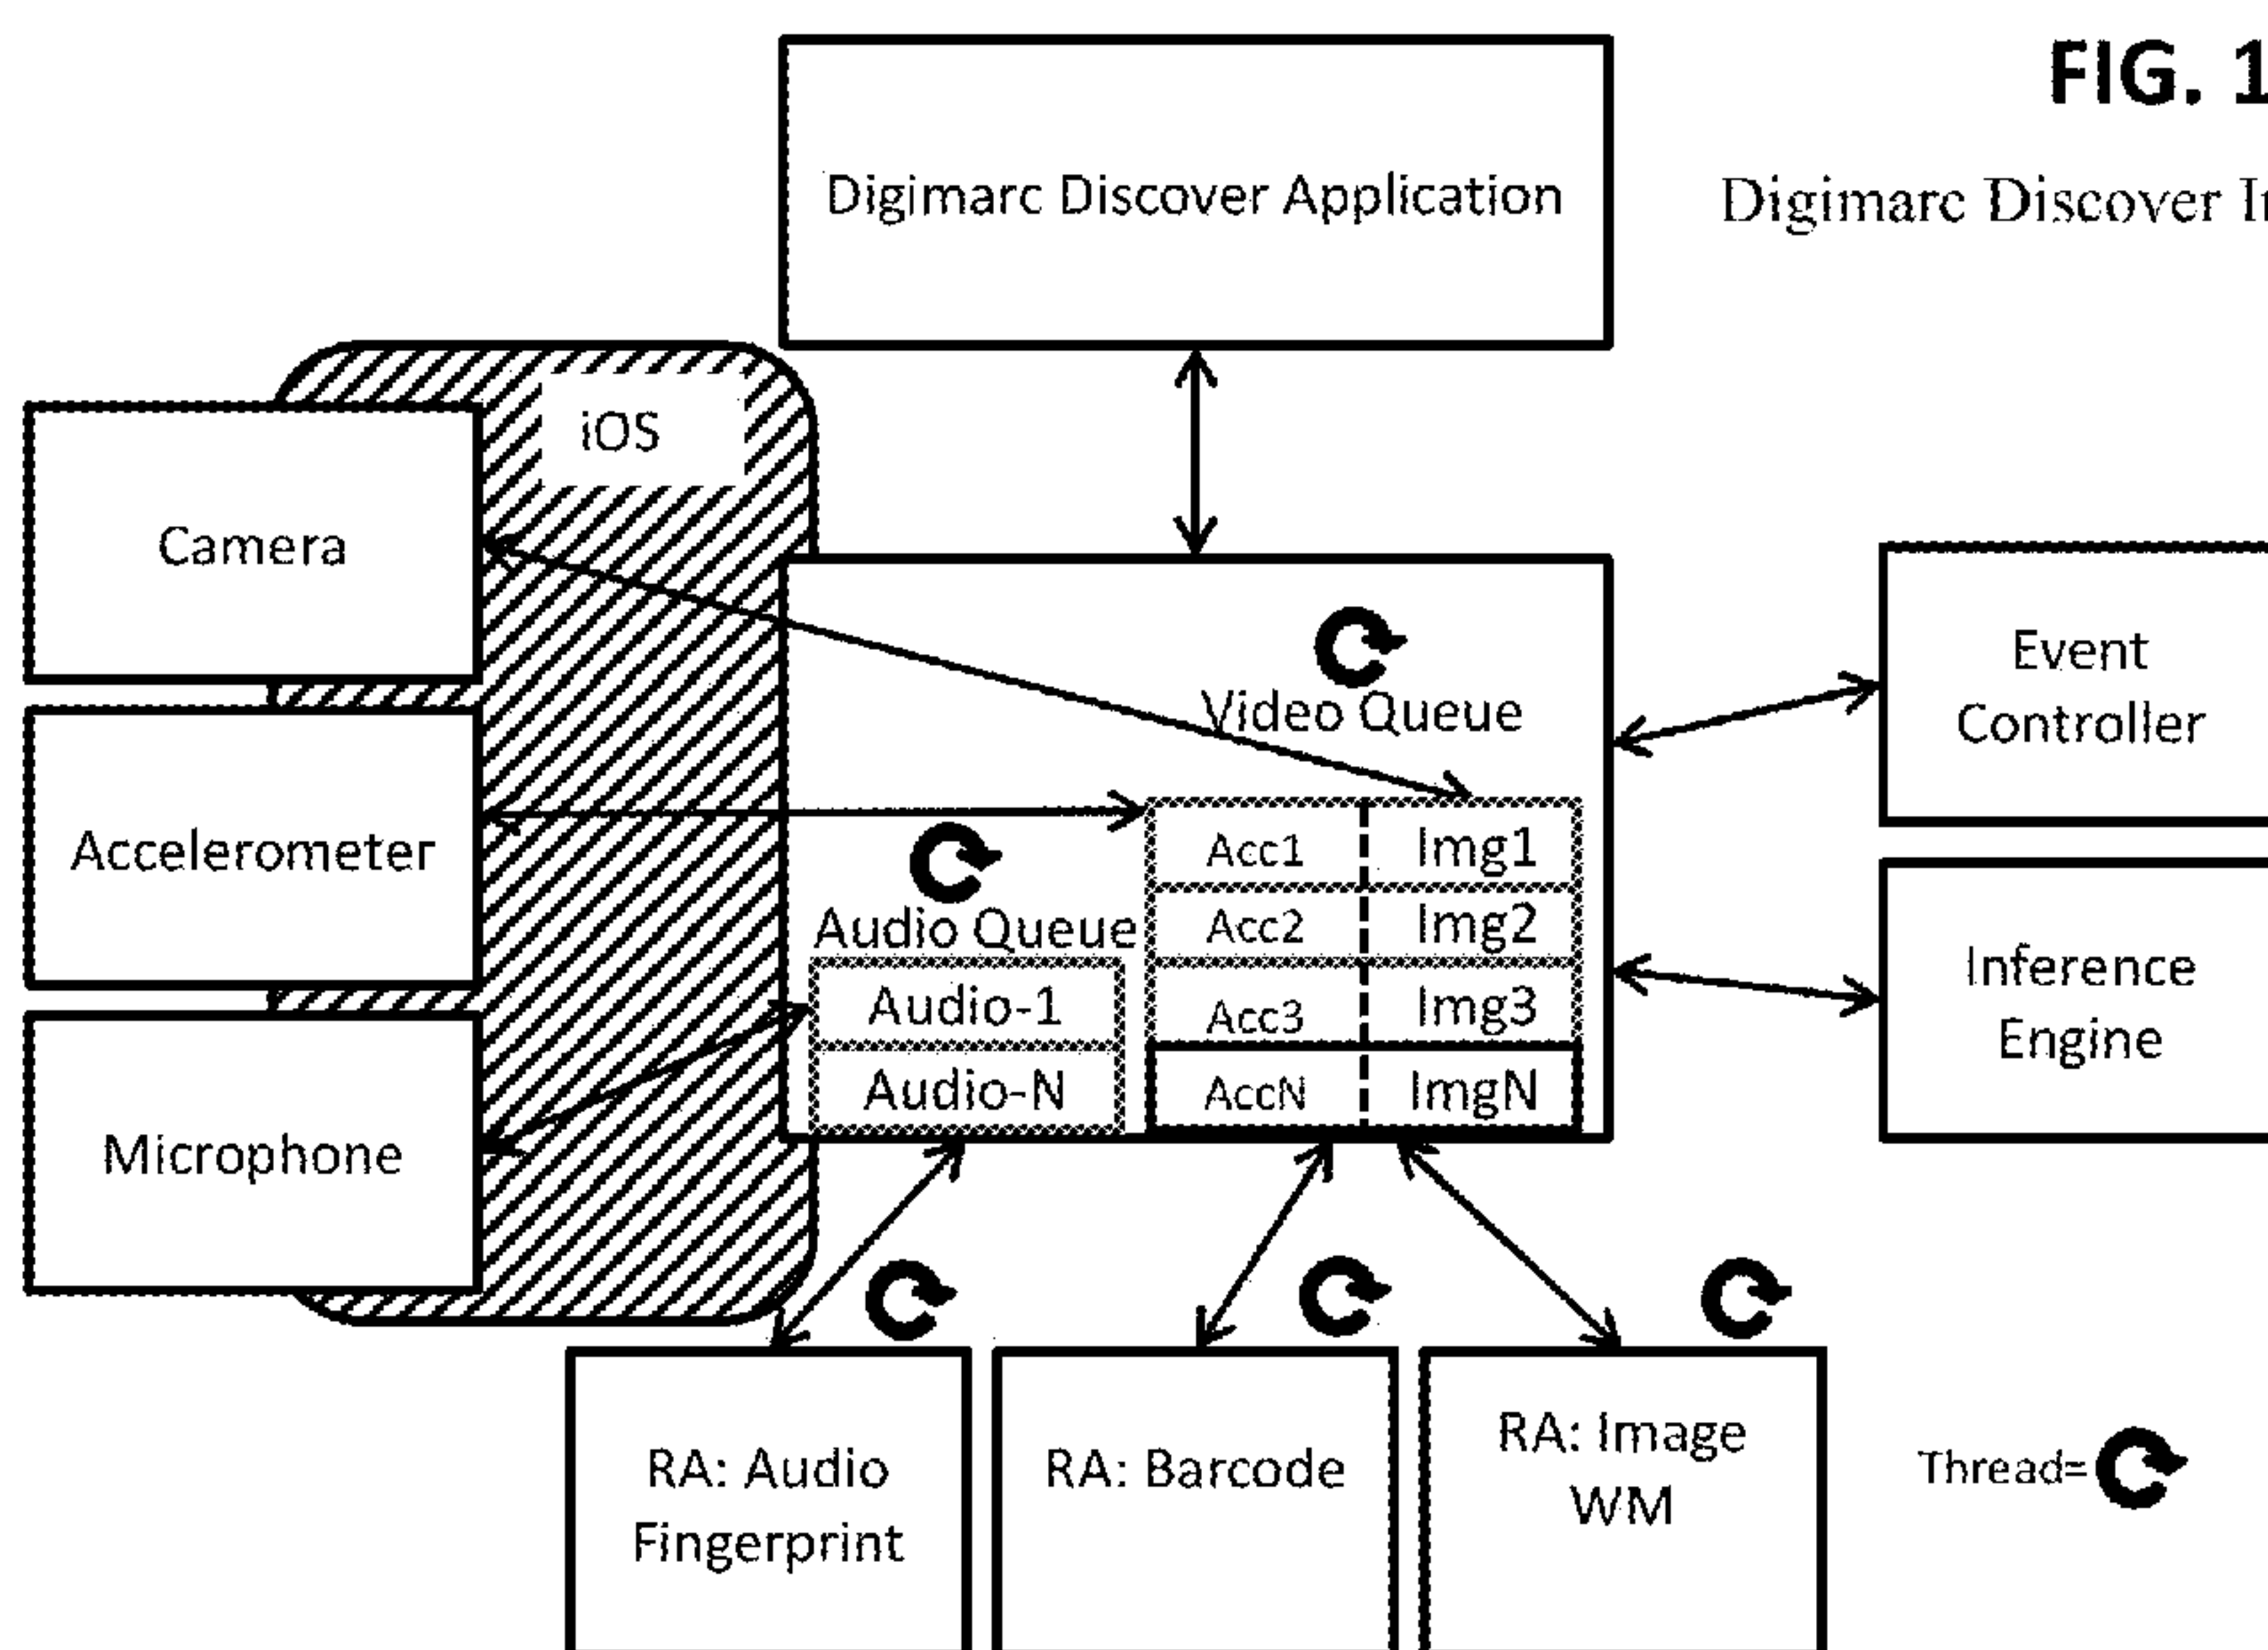 FIG. 1
Digimarc Discover Application
Digimarc Discover
iOS
Camera
Video Queue
Event
Controller
Accelerometer
Acc1 Img1
Audio Queue
Acc2 Img2
Audio-1
Acc3 Img3
Audio-N
AccN ImgN
Inference
Engine
Microphone
RA: Audio
Fingerprint
RA: Barcode
RA: Image
WM
Thread=